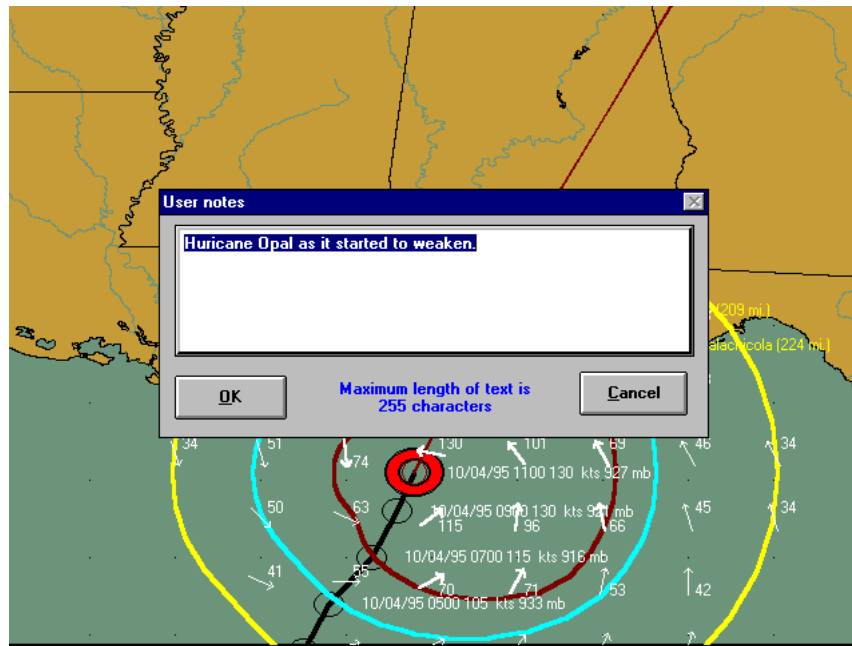 User notes
Huricane Opal as it started to weaken.
OK
Maximum length of text is
255 characters
Cancel
(209 mi.)
alachicola (224 mi.)
34 51 130 101 69 46 34
74
10/04/95 1100 130 kts 927 mb
50 63 10/04/95 0900 130 kts 921 mb 45 34
115 96 66
10/04/95 0700 115 kts 916 mb
41 55 70 71 53 42
10/04/95 0500 105 kts 933 mb